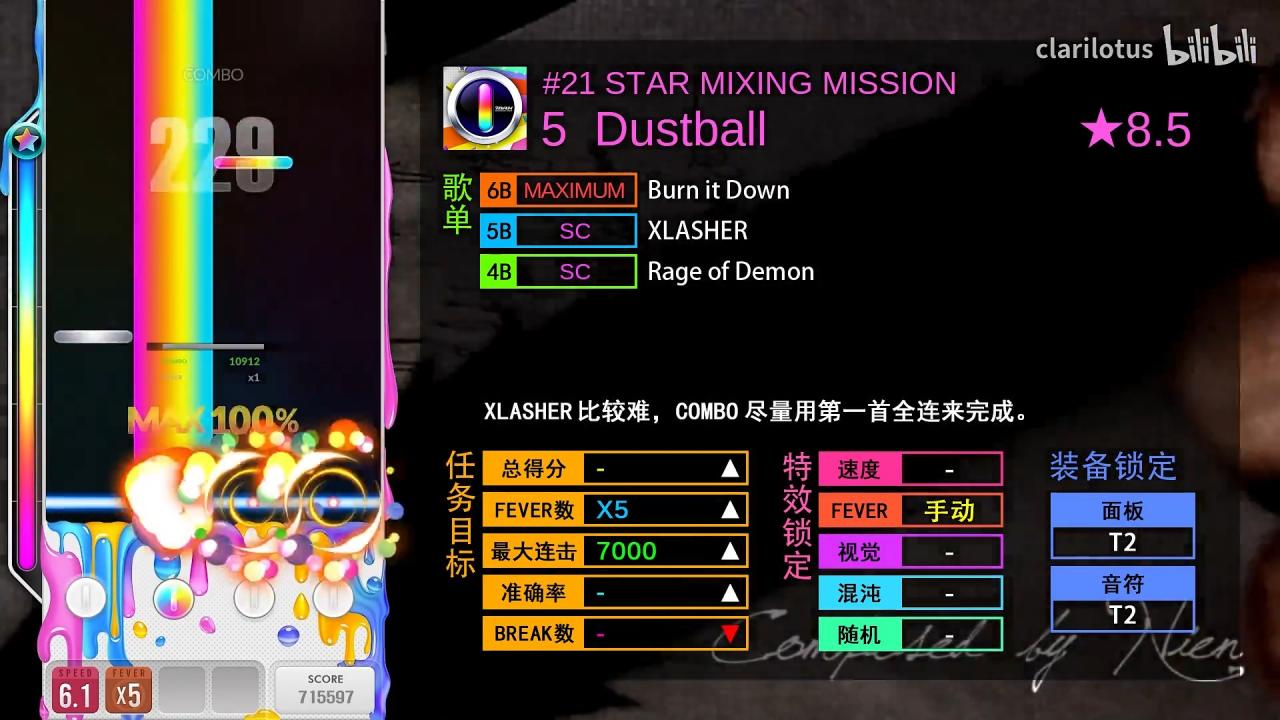 clarilotus bilibili
#21 STAR MIXING MISSION
5 Dustball
★8.5
歌单
6B MAXIMUM Burn it Down
5B SC XLASHER
4B SC Rage of Demon
XLASHER 比较难，COMBO 尽量用第一首全连来完成。
任务目标
总得分 - ▲
FEVER数 X5 ▲
最大连击 7000 ▲
准确率 - ▲
BREAK数 - ▼
特效锁定
速度 -
FEVER 手动
视觉 -
混沌 -
随机 -
装备锁定
面板
T2
音符
T2
Composed by Nien
COMBO
229
10912
x1
MAX 100%
SPEED
6.1
FEVER
x5
SCORE
715597